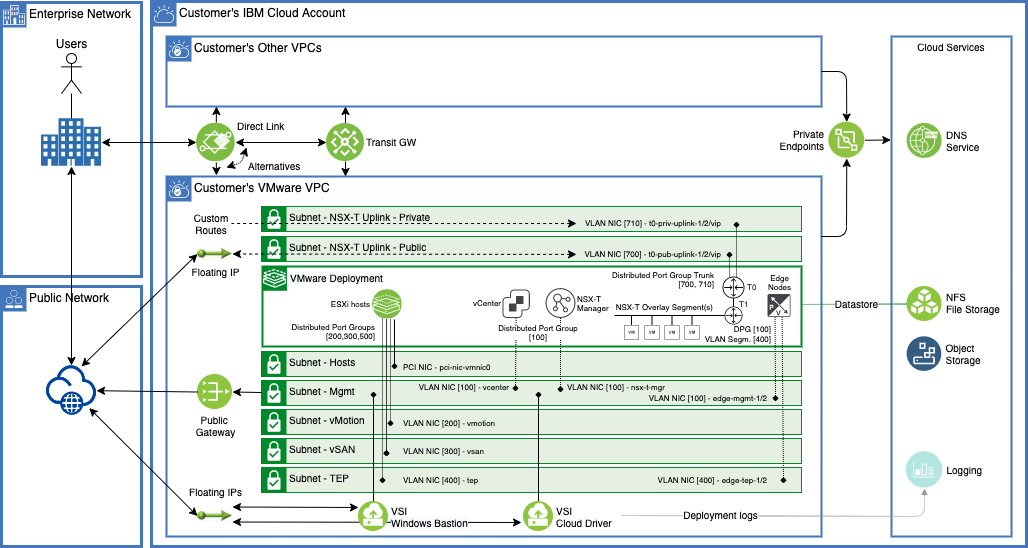 Enterprise Network
Users
Public Network
Customer's IBM Cloud Account
Customer's Other VPCs
Direct Link
Alternatives
Transit GW
Private
Endpoints
Cloud Services
DNS
Service
NFS
File Storage
Object
Storage
Logging
Customer's VMware VPC
Custom
Routes
Floating IP
Public
Gateway
Floating IPs
Subnet - NSX-T Uplink - Private
VLAN NIC [710] - t0-priv-uplink-1/2/vip
Subnet - NSX-T Uplink - Public
VLAN NIC [700] - t0-pub-uplink-1/2/vip
VMware Deployment
ESXi hosts
Distributed Port Groups
[200,300,500]
vCenter
NSX-T
Manager
Distributed Port Group
[100]
Distributed Port Group Trunk
[700, 710]
T0
T1
NSX-T Overlay Segment(s)
VM VM VM VM
Edge
Nodes
P
V
DPG [100]
VLAN Segm. [400]
Datastore
Subnet - Hosts
PCI NIC - pci-nic-vmnic0
Subnet - Mgmt
VLAN NIC [100] - vcenter
VLAN NIC [100] - nsx-t-mgr
VLAN NIC [100] - edge-mgmt-1/2
Subnet - vMotion
VLAN NIC [200] - vmotion
Subnet - vSAN
VLAN NIC [300] - vsan
Subnet - TEP
VLAN NIC [400] - tep
VLAN NIC [400] - edge-tep-1/2
VSI
Windows Bastion
VSI
Cloud Driver
Deployment logs